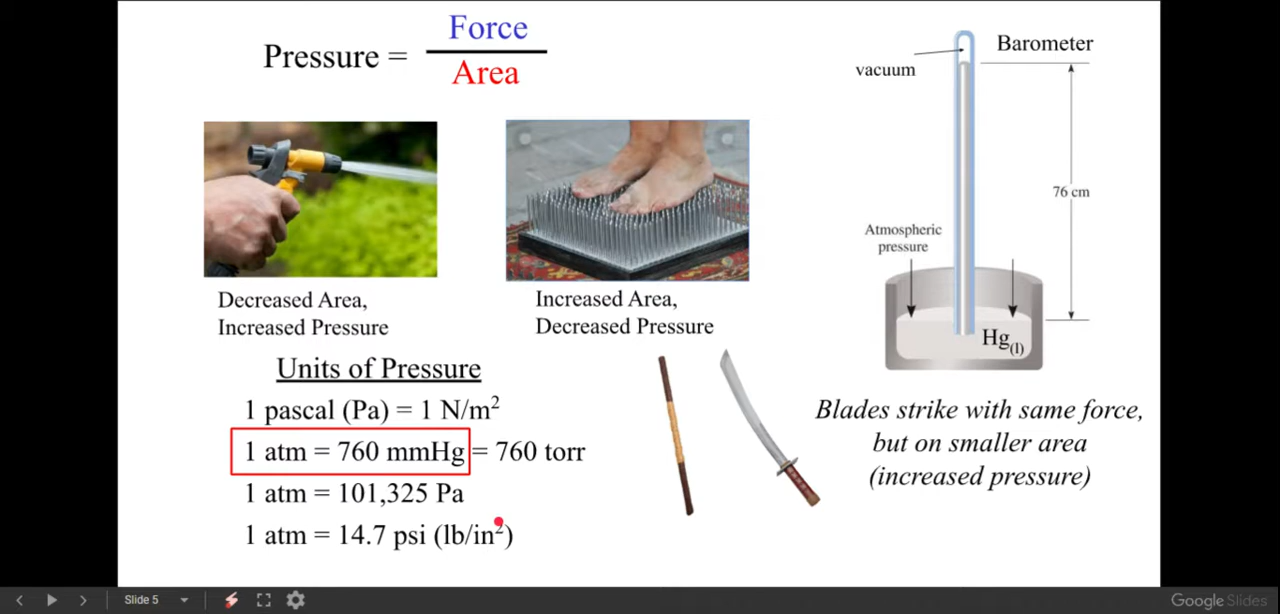 Pressure = Force / Area
Decreased Area,
Increased Pressure
Increased Area,
Decreased Pressure
Units of Pressure
1 pascal (Pa) = 1 N/m²
1 atm = 760 mmHg = 760 torr
1 atm = 101,325 Pa
1 atm = 14.7 psi (lb/in²)
Barometer
vacuum
76 cm
Atmospheric
pressure
Hg(l)
Blades strike with same force,
but on smaller area
(increased pressure)
Slide 5
Google Slides